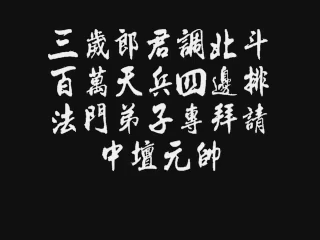 三歲郎君調北斗
百萬天兵四邊排
法門弟子專拜請
中壇元帥